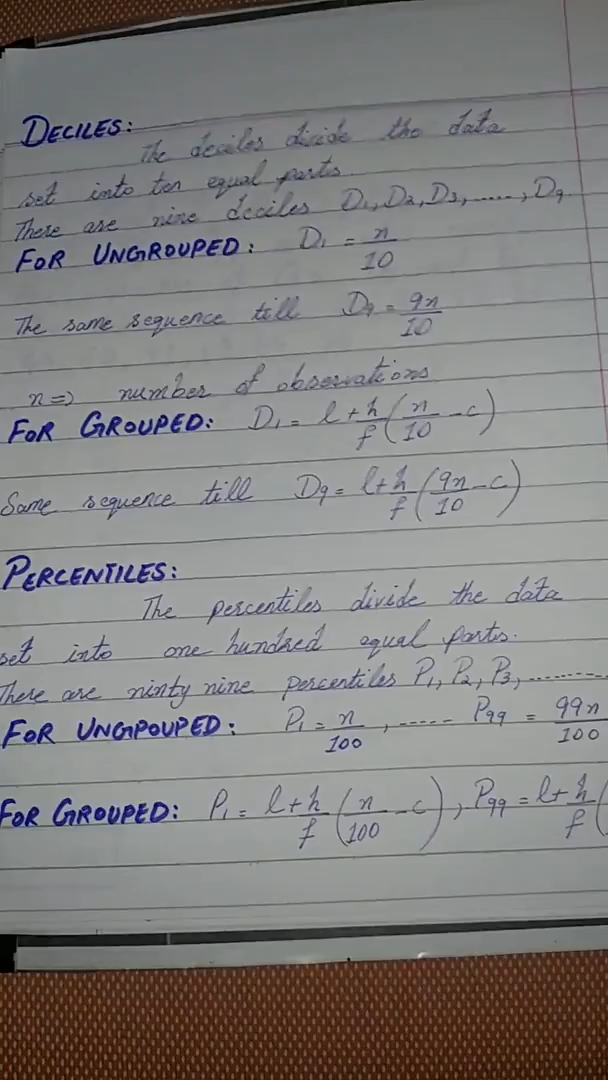 DECILES:
The deciles divide the data
set into ten equal parts.
There are nine deciles D₁, D₂, D₃, ....., D₉
FOR UNGROUPED: D₁ = n/10
The same sequence till D₉ = 9n/10
n => number of observations
FOR GROUPED: D₁ = l + h/f (n/10 - c)
Same sequence till D₉ = l + h/f (9n/10 - c)
PERCENTILES:
The percentiles divide the data
set into one hundred equal parts.
There are ninty nine percentiles P₁, P₂, P₃, .........
FOR UNGPOUPED: P₁ = n/100, ..... P₉₉ = 99n/100
FOR GROUPED: P₁ = l + h/f (n/100 - c), P₉₉ = l + h/f (